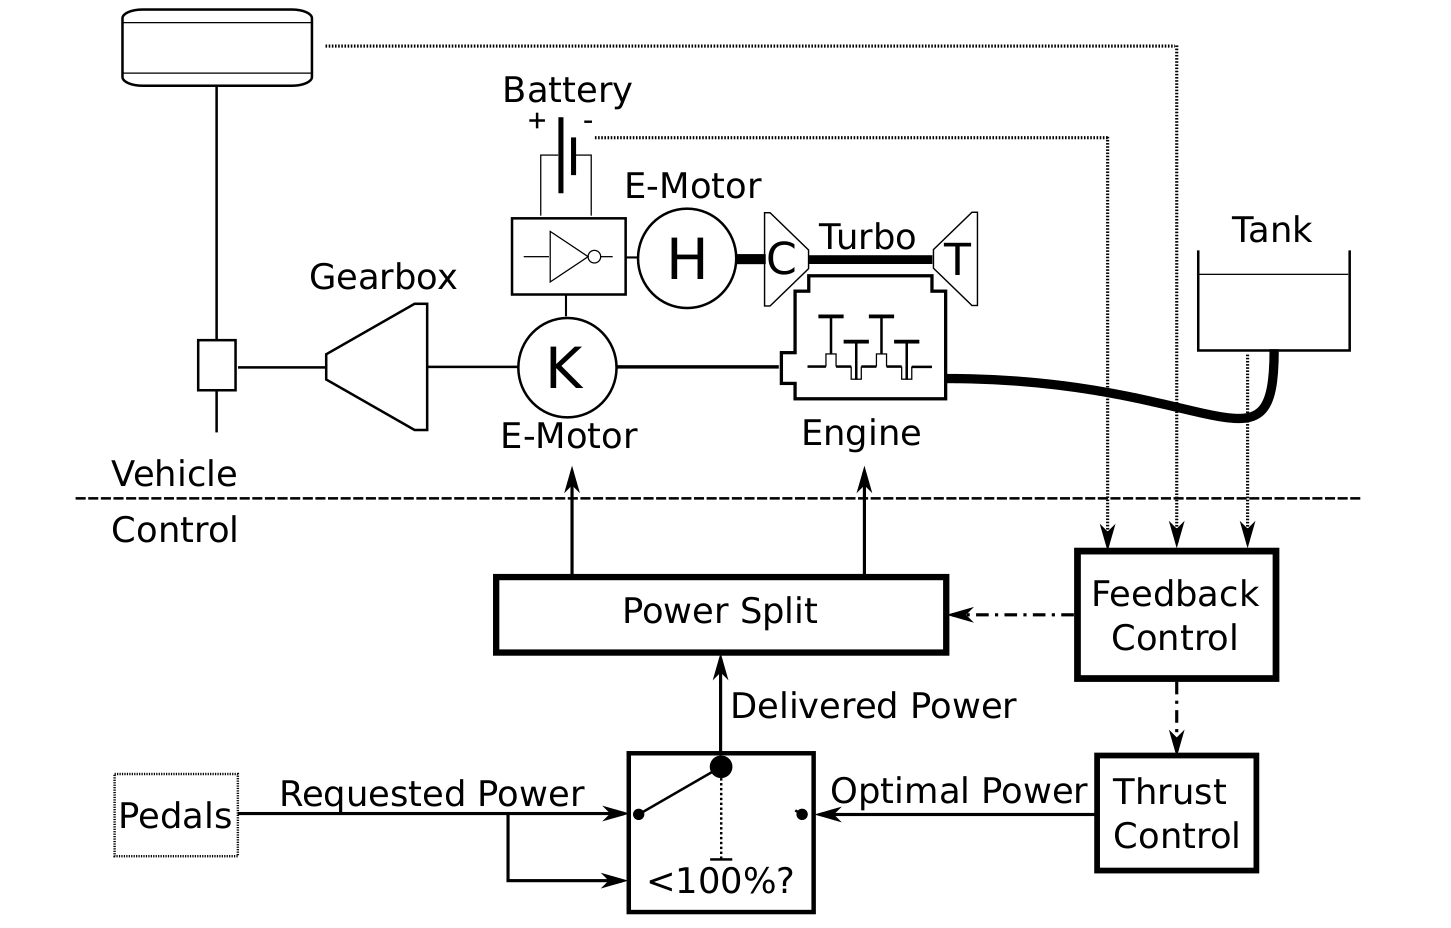 Battery
+ -
E-Motor
H
C
Turbo
T
Tank
Gearbox
K
E-Motor
Engine
Vehicle
Control
Power Split
Feedback
Control
Delivered Power
Pedals
Requested Power
<100%?
Optimal Power
Thrust
Control